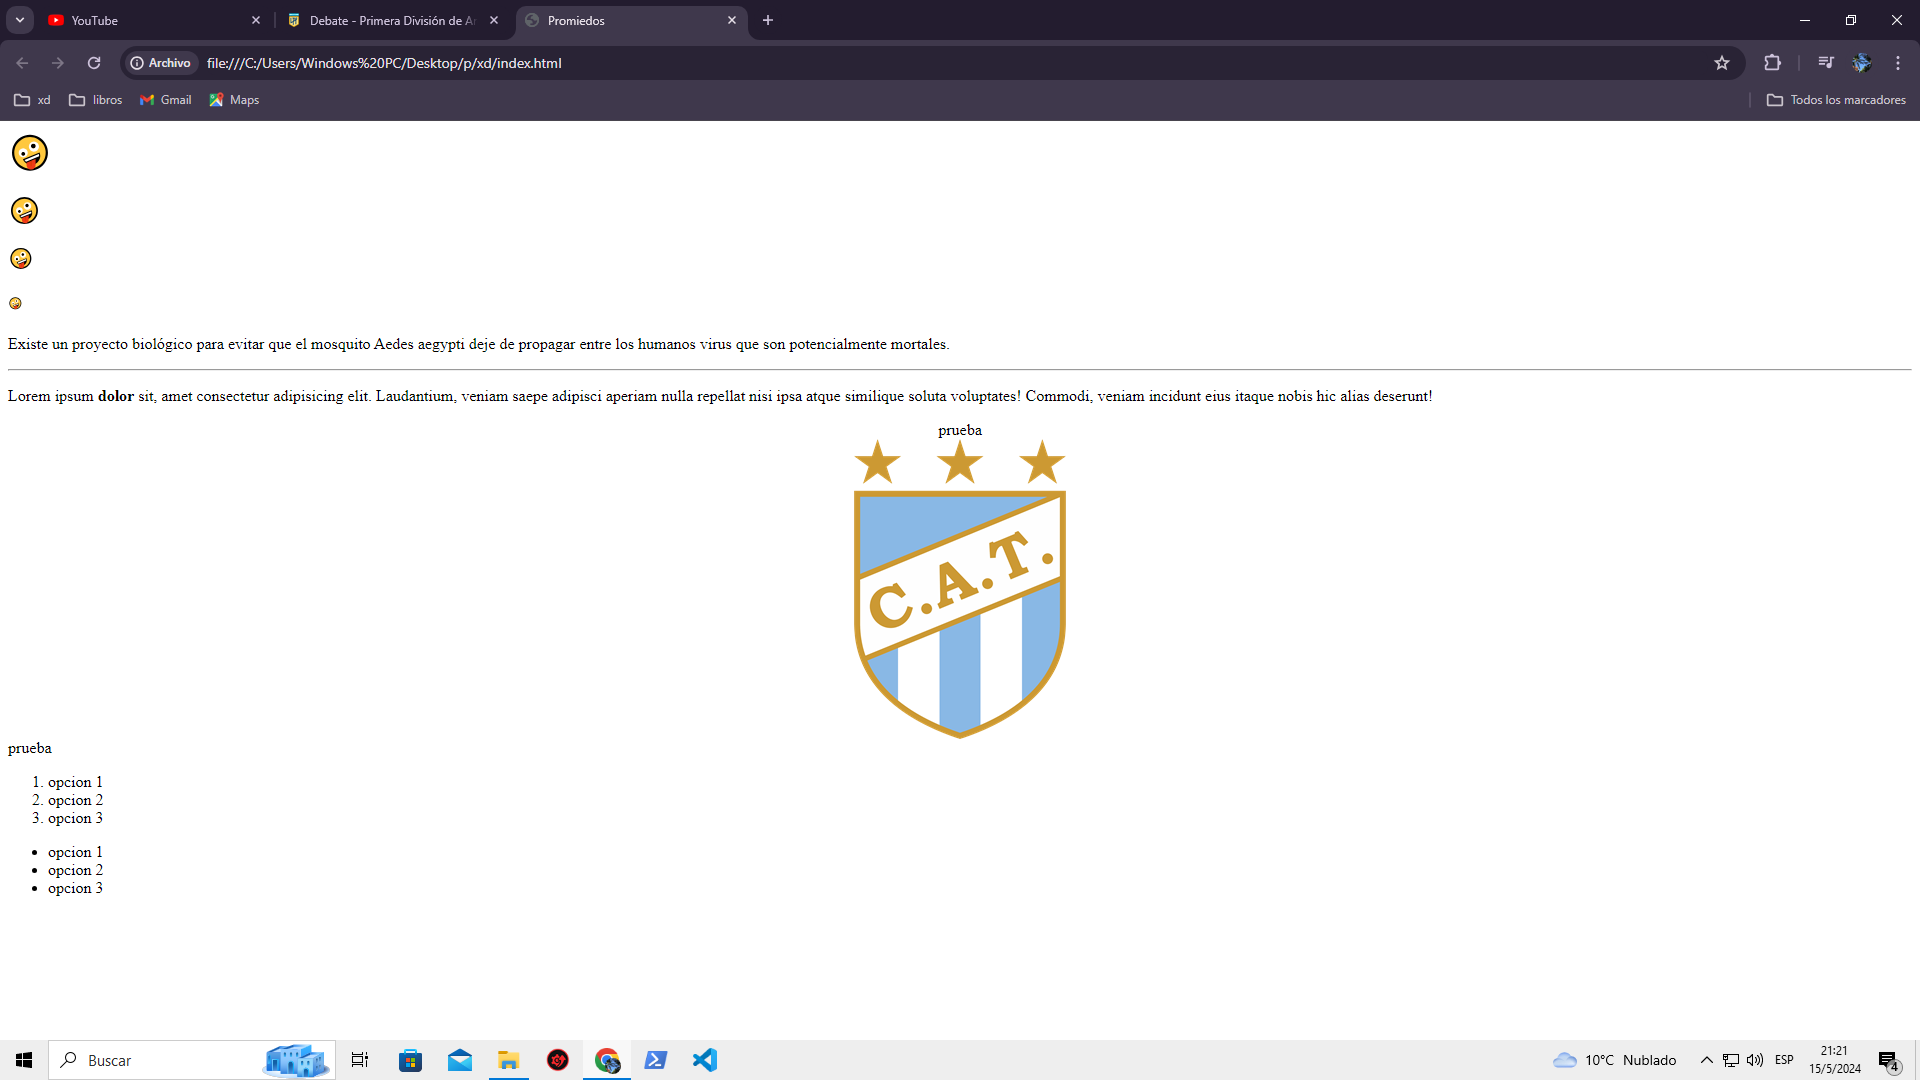 YouTube
Debate - Primera División de Ar
Promiedos
Archivo
file:///C:/Users/Windows%20PC/Desktop/p/xd/index.html
xd
libros
Gmail
Maps
Todos los marcadores
Existe un proyecto biológico para evitar que el mosquito Aedes aegypti deje de propagar entre los humanos virus que son potencialmente mortales.
Lorem ipsum dolor sit, amet consectetur adipisicing elit. Laudantium, veniam saepe adipisci aperiam nulla repellat nisi ipsa atque similique soluta voluptates! Commodi, veniam incidunt eius itaque nobis hic alias deserunt!
prueba
C.A.T.
prueba
1. opcion 1
2. opcion 2
3. opcion 3
• opcion 1
• opcion 2
• opcion 3
Buscar
10°C Nublado
ESP
21:21
15/5/2024
4